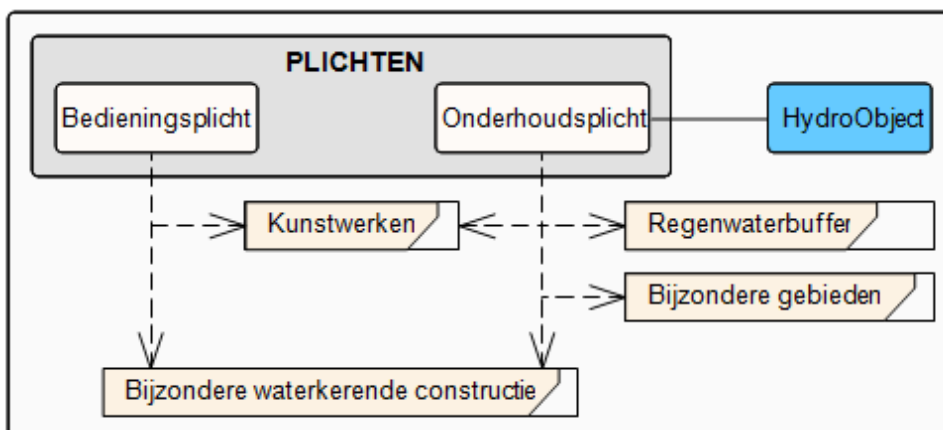 PLICHTEN
Bedieningsplicht
Onderhoudsplicht
HydroObject
Kunstwerken
Regenwaterbuffer
Bijzondere gebieden
Bijzondere waterkerende constructie